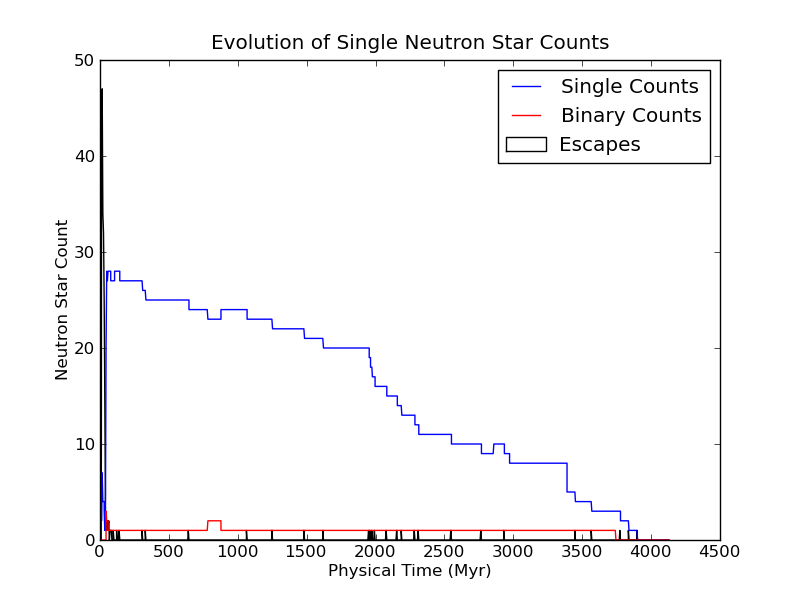 Evolution of Single Neutron Star Counts
50
40
30
20
10
0
Neutron Star Count
Single Counts
Binary Counts
Escapes
0 500 1000 1500 2000 2500 3000 3500 4000 4500
Physical Time (Myr)